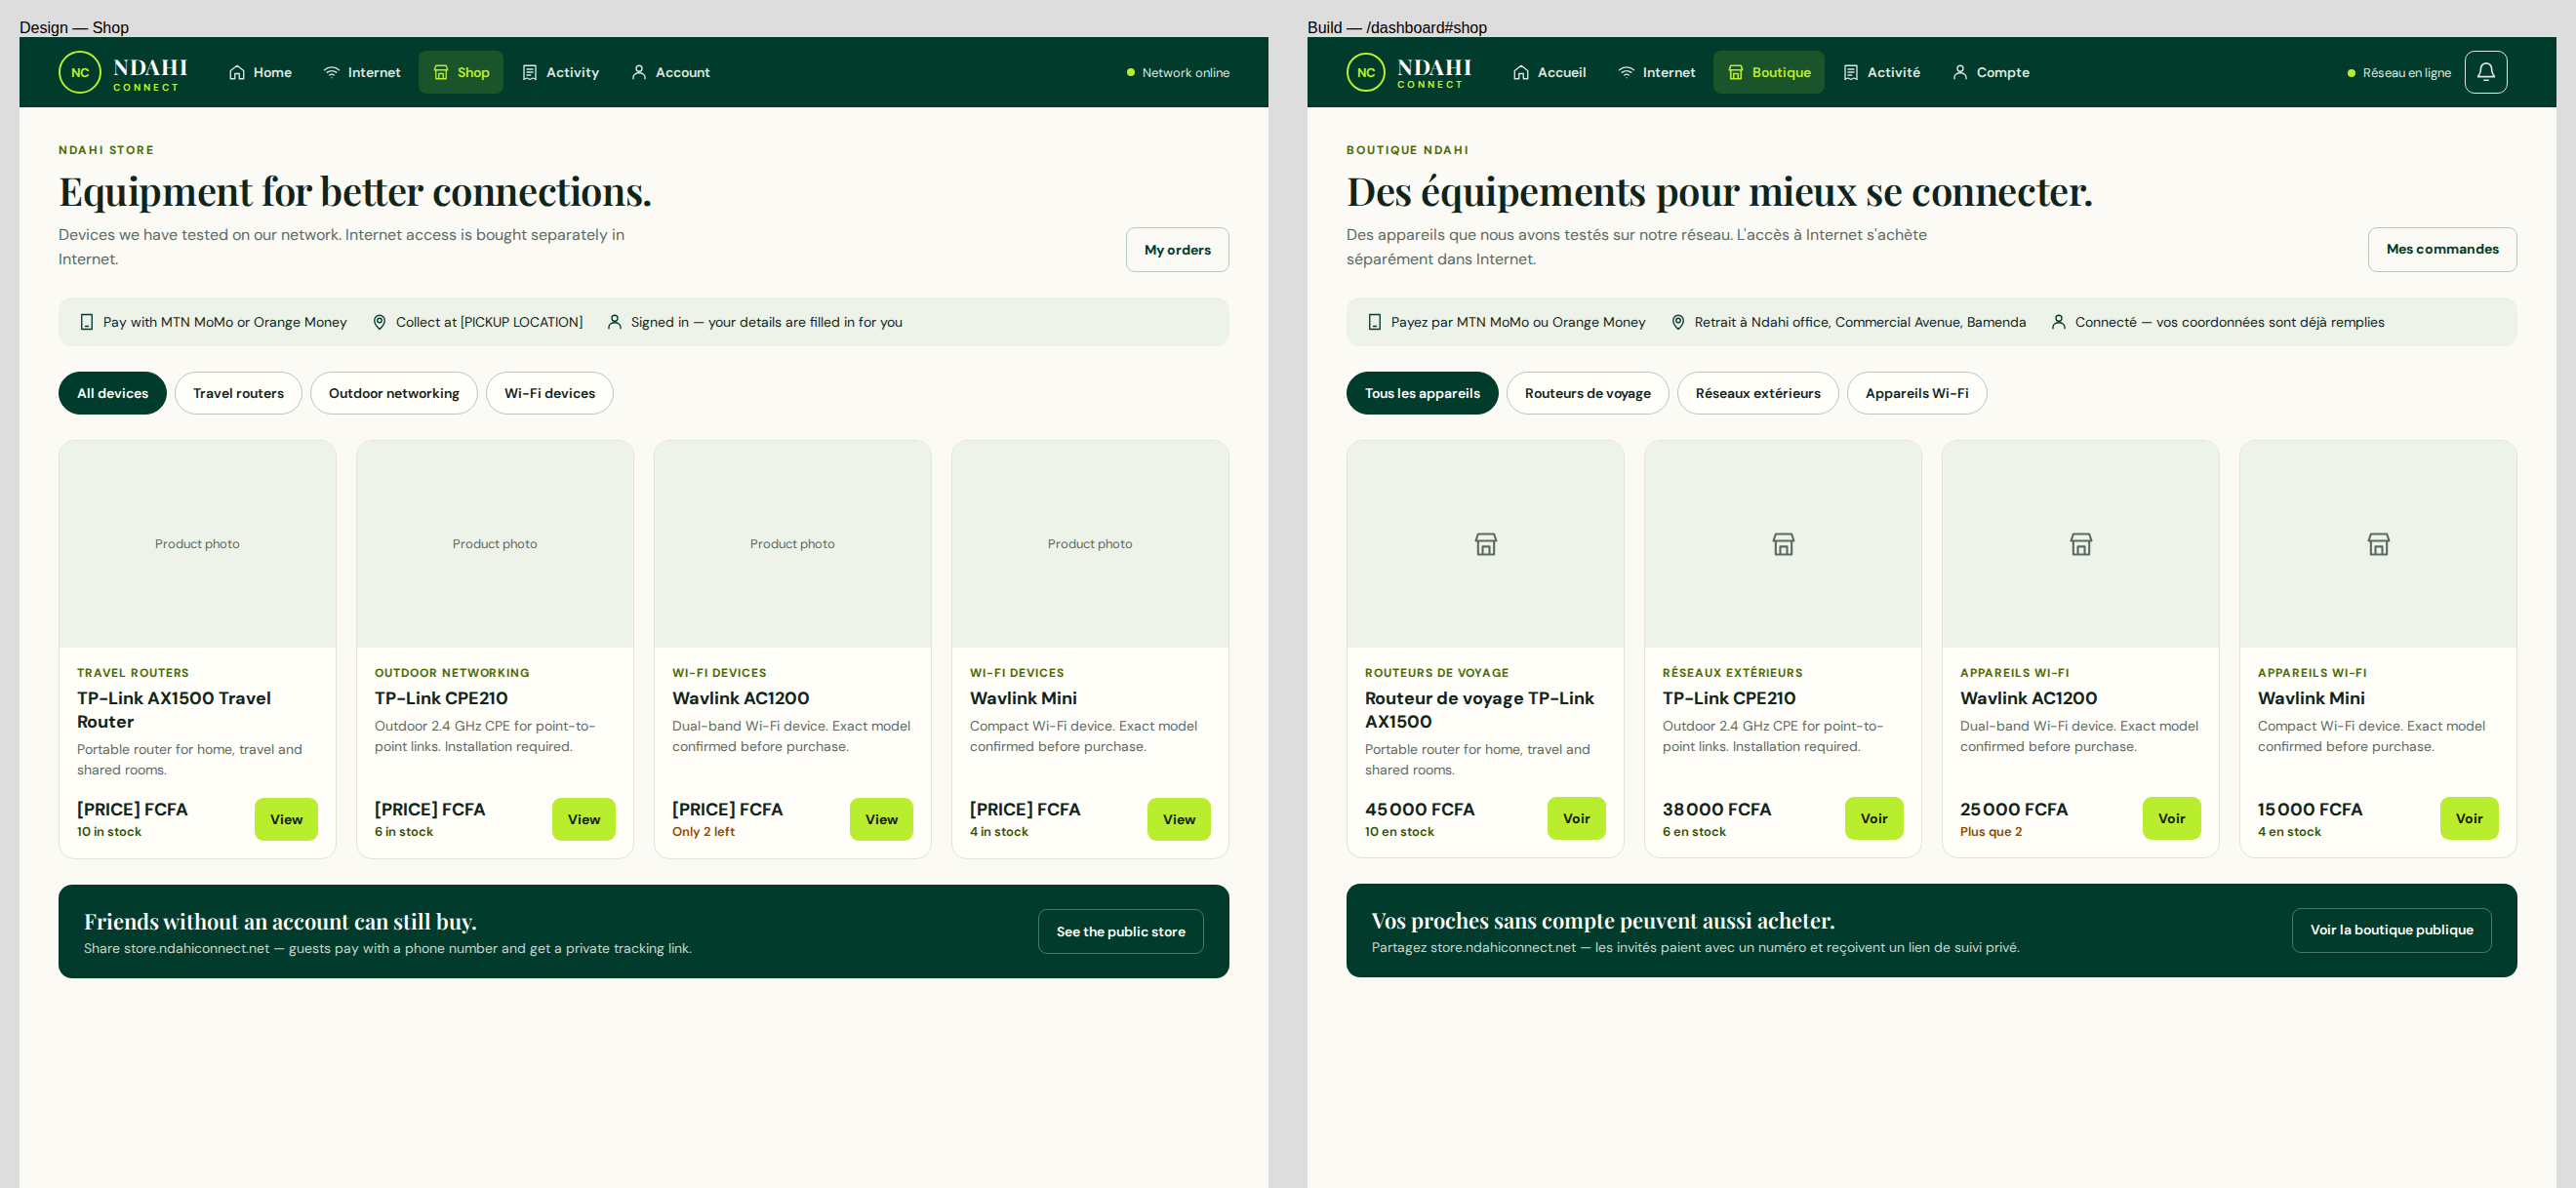 Design — Shop
NC
NDAHI
CONNECT
Home
Internet
Shop
Activity
Account
Network online
NDAHI STORE
Equipment for better connections.
Devices we have tested on our network. Internet access is bought separately in
Internet.
My orders
Pay with MTN MoMo or Orange Money
Collect at [PICKUP LOCATION]
Signed in — your details are filled in for you
All devices
Travel routers
Outdoor networking
Wi-Fi devices
Product photo
Product photo
Product photo
Product photo
TRAVEL ROUTERS
TP-Link AX1500 Travel
Router
Portable router for home, travel and
shared rooms.
[PRICE] FCFA
10 in stock
View
OUTDOOR NETWORKING
TP-Link CPE210
Outdoor 2.4 GHz CPE for point-to-
point links. Installation required.
[PRICE] FCFA
6 in stock
View
WI-FI DEVICES
Wavlink AC1200
Dual-band Wi-Fi device. Exact model
confirmed before purchase.
[PRICE] FCFA
Only 2 left
View
WI-FI DEVICES
Wavlink Mini
Compact Wi-Fi device. Exact model
confirmed before purchase.
[PRICE] FCFA
4 in stock
View
Friends without an account can still buy.
Share store.ndahiconnect.net — guests pay with a phone number and get a private tracking link.
See the public store
Build — /dashboard#shop
NC
NDAHI
CONNECT
Accueil
Internet
Boutique
Activité
Compte
Réseau en ligne
BOUTIQUE NDAHI
Des équipements pour mieux se connecter.
Des appareils que nous avons testés sur notre réseau. L'accès à Internet s'achète
séparément dans Internet.
Mes commandes
Payez par MTN MoMo ou Orange Money
Retrait à Ndahi office, Commercial Avenue, Bamenda
Connecté — vos coordonnées sont déjà remplies
Tous les appareils
Routeurs de voyage
Réseaux extérieurs
Appareils Wi-Fi
ROUTEURS DE VOYAGE
Routeur de voyage TP-Link
AX1500
Portable router for home, travel and
shared rooms.
45 000 FCFA
10 en stock
Voir
RÉSEAUX EXTÉRIEURS
TP-Link CPE210
Outdoor 2.4 GHz CPE for point-to-
point links. Installation required.
38 000 FCFA
6 en stock
Voir
APPAREILS WI-FI
Wavlink AC1200
Dual-band Wi-Fi device. Exact model
confirmed before purchase.
25 000 FCFA
Plus que 2
Voir
APPAREILS WI-FI
Wavlink Mini
Compact Wi-Fi device. Exact model
confirmed before purchase.
15 000 FCFA
4 en stock
Voir
Vos proches sans compte peuvent aussi acheter.
Partagez store.ndahiconnect.net — les invités paient avec un numéro et reçoivent un lien de suivi privé.
Voir la boutique publique